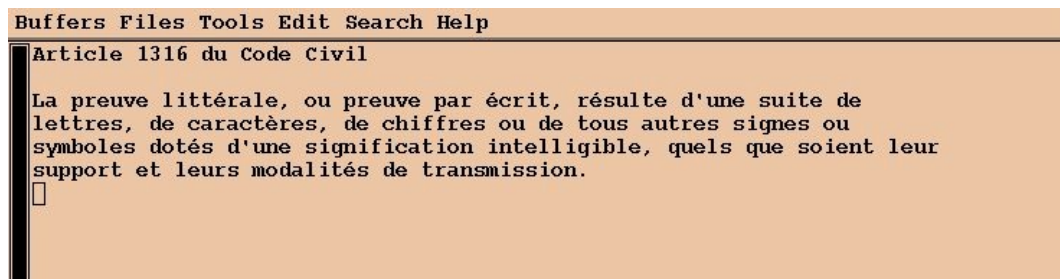 Buffers Files Tools Edit Search Help
Article 1316 du Code Civil
La preuve littérale, ou preuve par écrit, résulte d'une suite de
lettres, de caractères, de chiffres ou de tous autres signes ou
symboles dotés d'une signification intelligible, quels que soient leur
support et leurs modalités de transmission.